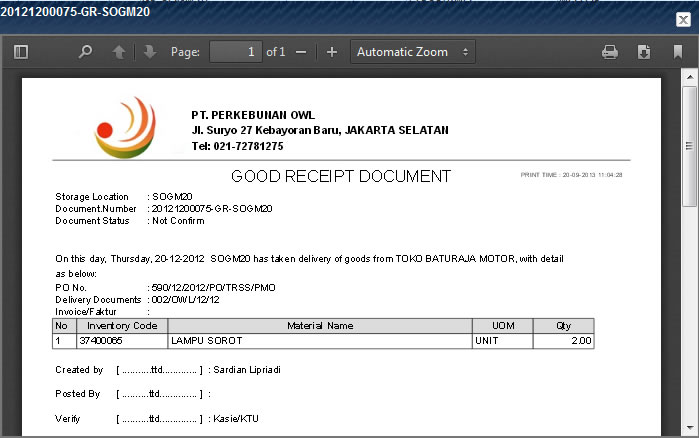 20121200075-GR-SOGM20
Page: 1 of 1 Automatic Zoom
PT. PERKEBUNAN OWL
Jl. Suryo 27 Kebayoran Baru, JAKARTA SELATAN
Tel: 021-72781275
GOOD RECEIPT DOCUMENT
PRINT TIME : 20-09-2013 11:04:28
Storage Location : SOGM20
Document.Number : 20121200075-GR-SOGM20
Document Status : Not Confirm
On this day, Thursday, 20-12-2012 SOGM20 has taken delivery of goods from TOKO BATURAJA MOTOR, with detail
as below:
PO No. : 590/12/2012/PO/TRSS/PMO
Delivery Documents : 002/OWL/12/12
Invoice/Faktur :
No Inventory Code Material Name UOM Qty
1 37400065 LAMPU SOROT UNIT 2.00
Created by [ ..........ttd............. ] : Sardian Lipriadi
Posted By [ ..........ttd............. ] :
Verify [ ..........ttd............. ] : Kasie/KTU